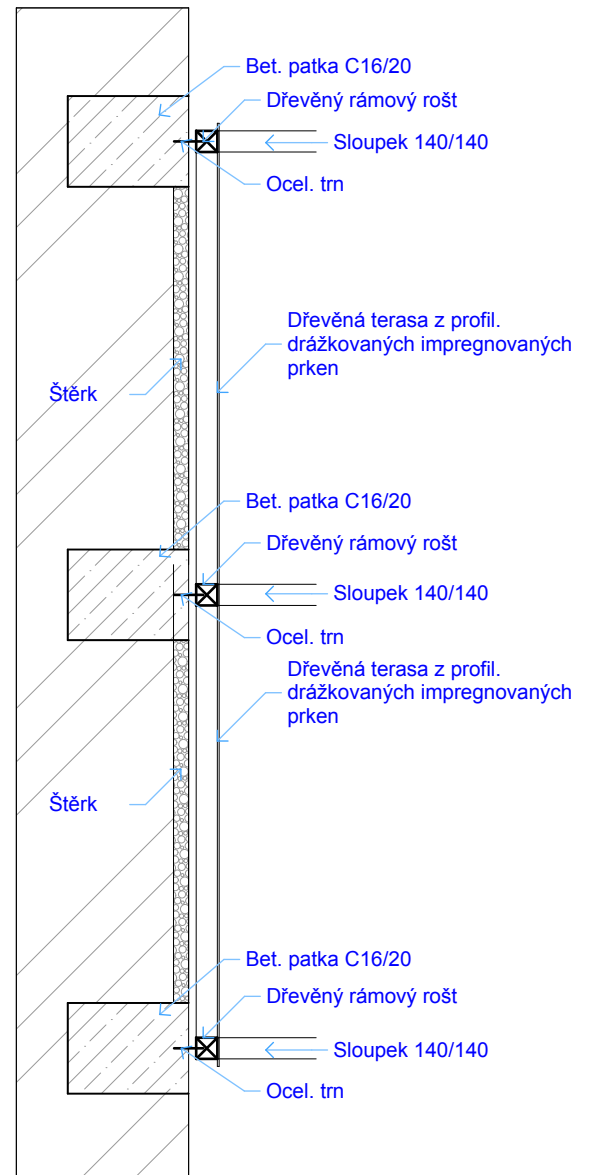 Bet. patka C16/20
Dřevěný rámový rošt
Sloupek 140/140
Ocel. trn
Dřevěná terasa z profil.
drážkovaných impregnovaných
prken
Štěrk
Bet. patka C16/20
Dřevěný rámový rošt
Sloupek 140/140
Ocel. trn
Dřevěná terasa z profil.
drážkovaných impregnovaných
prken
Štěrk
Bet. patka C16/20
Dřevěný rámový rošt
Sloupek 140/140
Ocel. trn